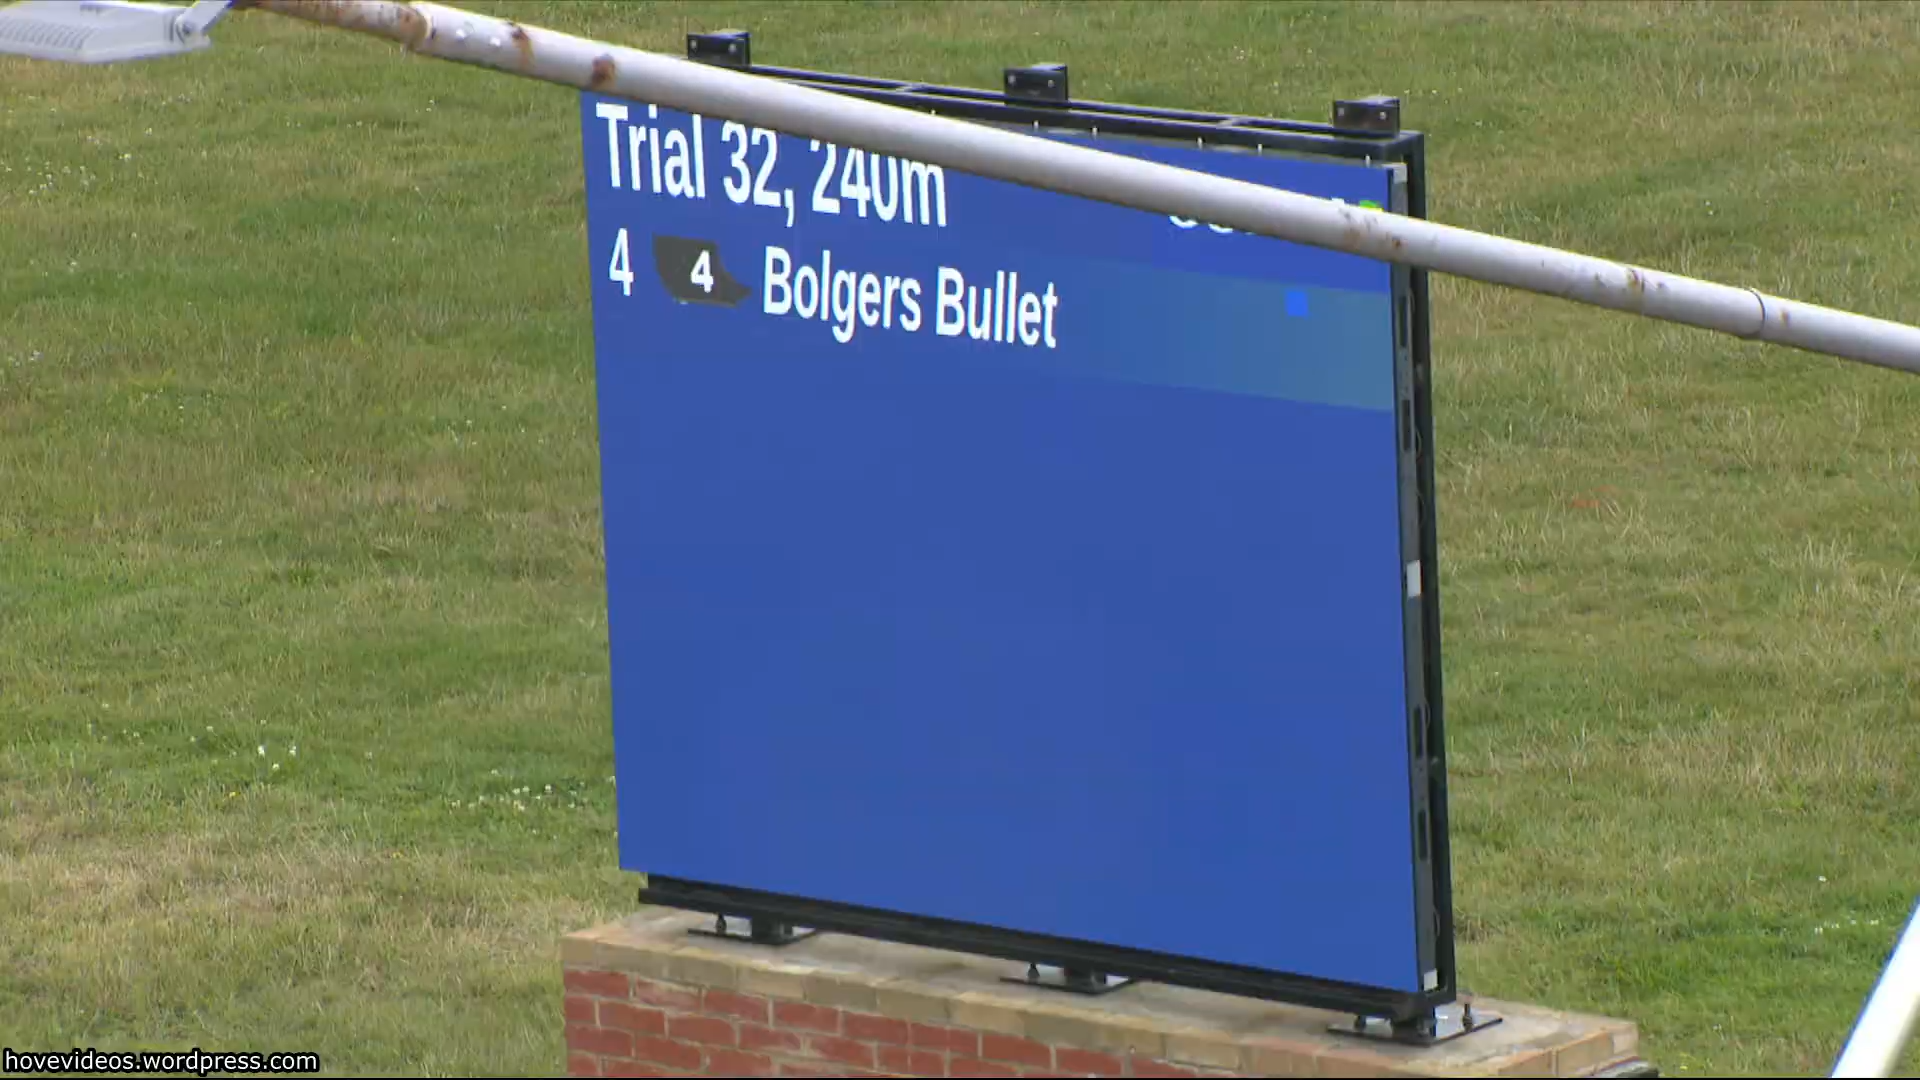 Trial 32, 240m
4 4 Bolgers Bullet
hovevideos.wordpress.com